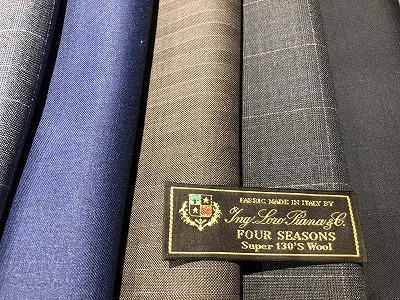 FABRIC MADE IN ITALY BY
Ing. Loro Piana & C.
FOUR SEASONS
Super 130'S Wool